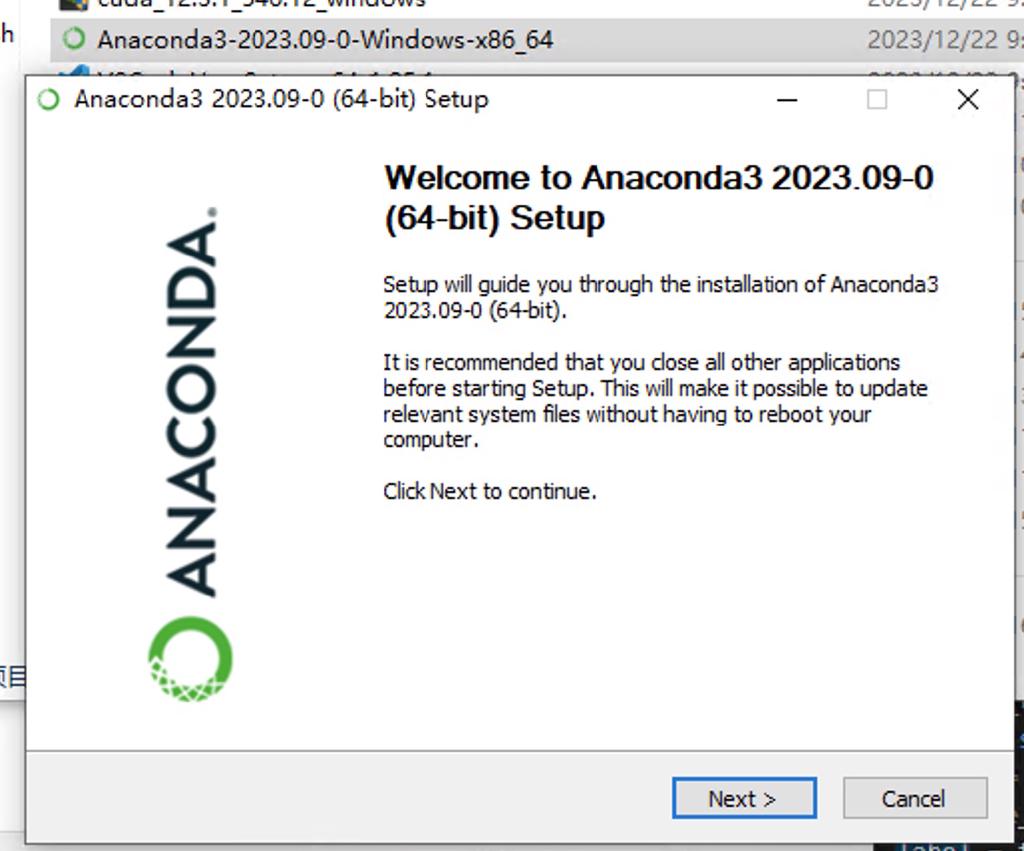 cuda_12.3.1_546.12_windows
Anaconda3-2023.09-0-Windows-x86_64 2023/12/22 9:
Anaconda3 2023.09-0 (64-bit) Setup
Welcome to Anaconda3 2023.09-0
(64-bit) Setup
ANACONDA.
Setup will guide you through the installation of Anaconda3
2023.09-0 (64-bit).
It is recommended that you close all other applications
before starting Setup. This will make it possible to update
relevant system files without having to reboot your
computer.
Click Next to continue.
Next >
Cancel